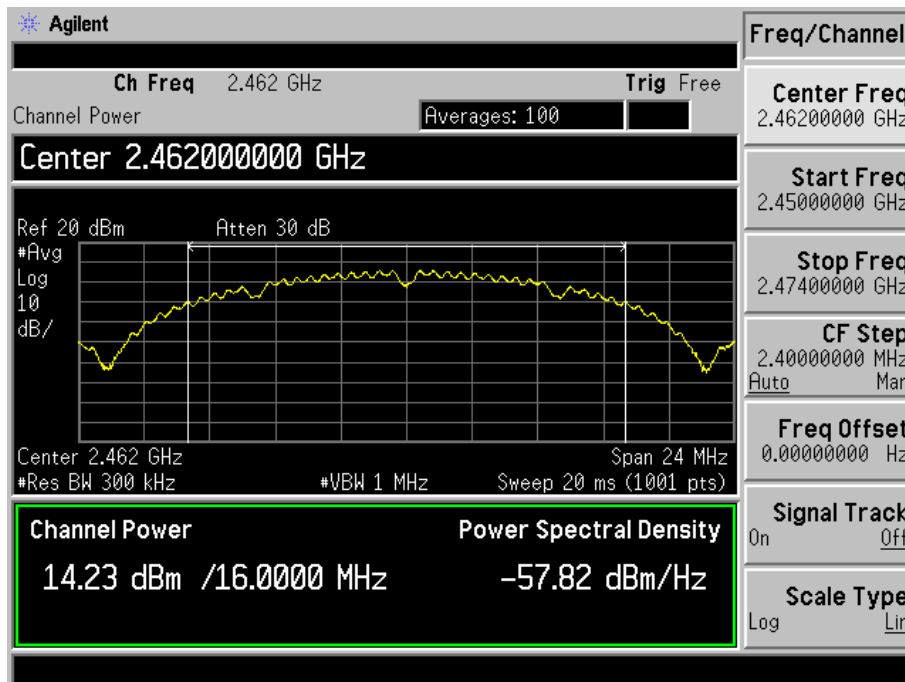 Agilent
Freq/Channel
Ch Freq 2.462 GHz Trig Free
Channel Power Averages: 100
Center 2.462000000 GHz
Ref 20 dBm Atten 30 dB
#Avg
Log
10
dB/
Center 2.462 GHz Span 24 MHz
#Res BW 300 kHz #VBW 1 MHz Sweep 20 ms (1001 pts)
Channel Power Power Spectral Density
14.23 dBm /16.0000 MHz -57.82 dBm/Hz
Center Freq
2.46200000 GHz
Start Freq
2.45000000 GHz
Stop Freq
2.47400000 GHz
CF Step
2.40000000 MHz
Auto Man
Freq Offset
0.00000000 Hz
Signal Track
On Off
Scale Type
Log Lin